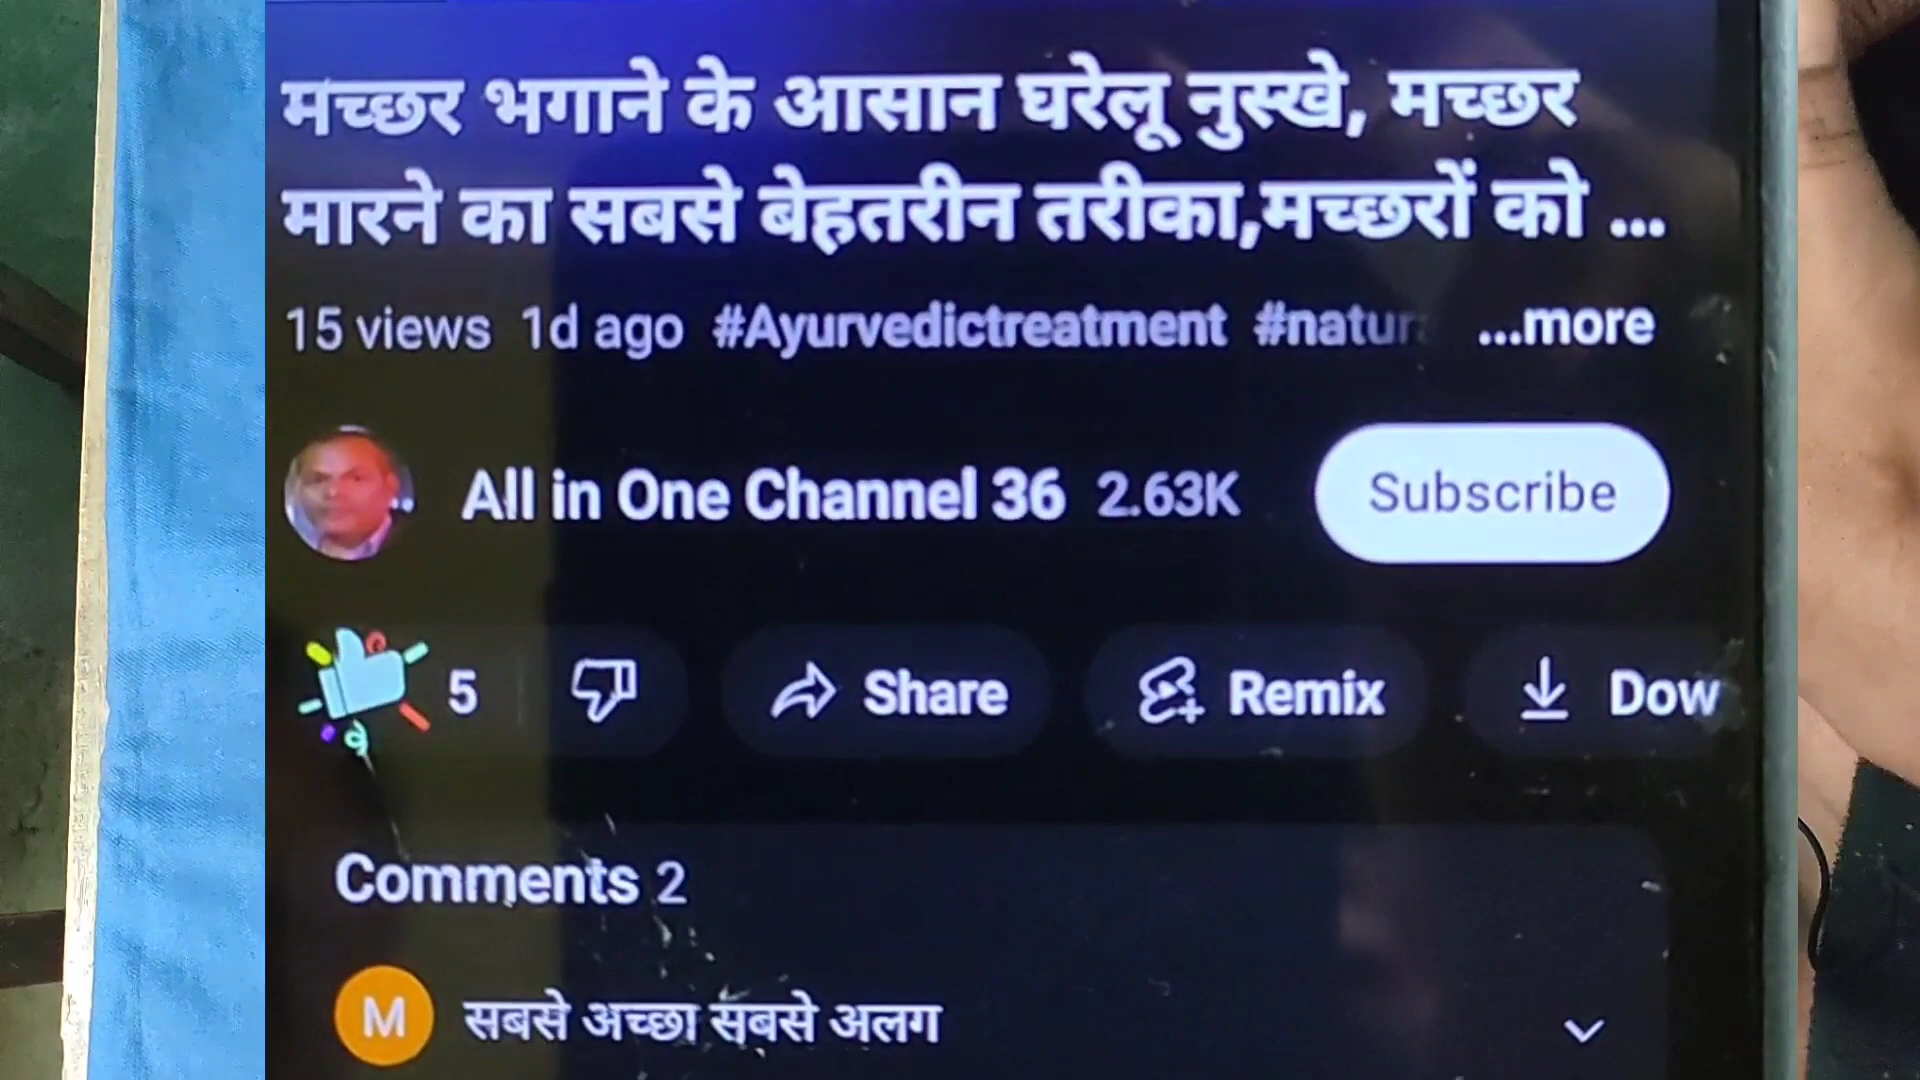 मच्छर भगाने के आसान घरेलू नुस्खे, मच्छर
मारने का सबसे बेहतरीन तरीका,मच्छरों को ...
15 views 1d ago #Ayurvedictreatment #natur ...more
All in One Channel 36 2.63K Subscribe
5 Share Remix Dow
Comments 2
M सबसे अच्छा सबसे अलग